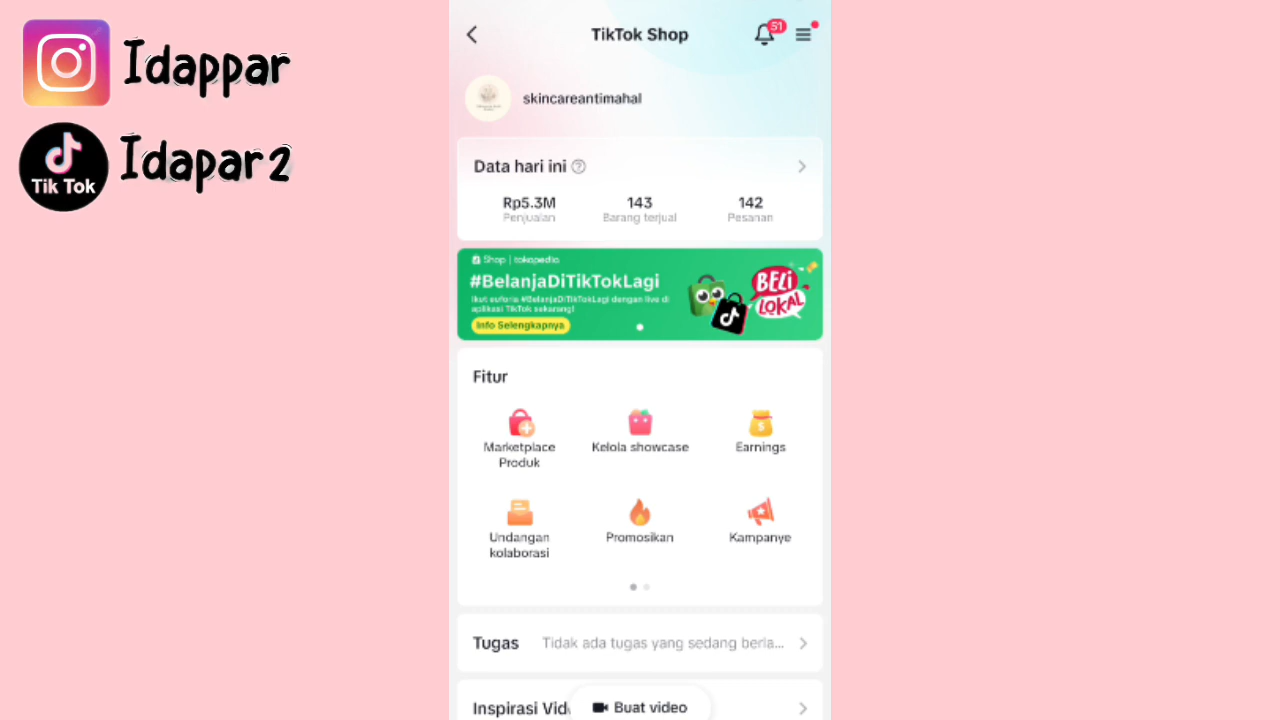 Idappar
Tik Tok
Idapar2
TikTok Shop
51
skincareantimahal
Data hari ini
Rp5.3M
143
142
Penjualan
Barang terjual
Pesanan
Shop | tokopedia
#BelanjaDiTikTokLagi
Ikut euforia #BelanjaDiTikTokLagi dengan live di
aplikasi TikTok sekarang!
Info Selengkapnya
BELI
LOKAL
Fitur
Marketplace
Produk
Kelola showcase
Earnings
Undangan
kolaborasi
Promosikan
Kampanye
Tugas
Tidak ada tugas yang sedang berla...
Inspirasi Vid
Buat video